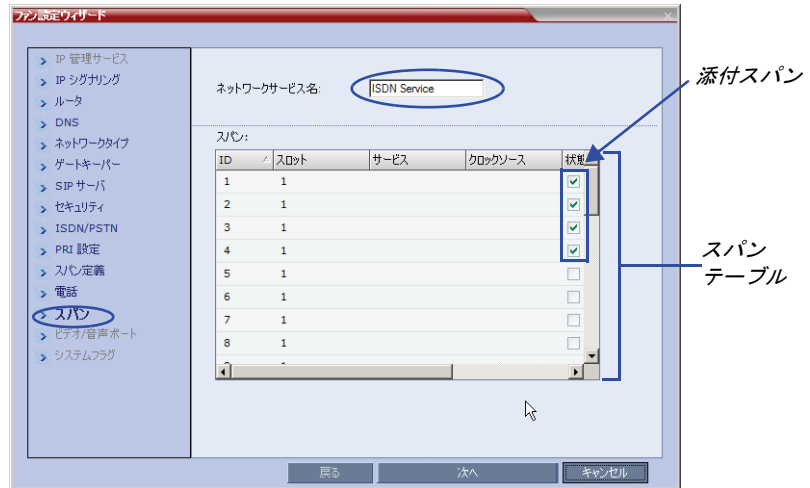 ファン設定ウィザード
IP 管理サービス
IP シグナリング
ルータ
DNS
ネットワークタイプ
ゲートキーパー
SIP サーバ
セキュリティ
ISDN/PSTN
PRI 設定
スパン定義
電話
スパン
ビデオ/音声ポート
システムフラグ
ネットワークサービス名:
ISDN Service
スパン:
ID スロット サービス クロックソース 状態
1 1
2 1
3 1
4 1
5 1
6 1
7 1
8 1
戻る 次へ キャンセル
添付スパン
スパン
テーブル